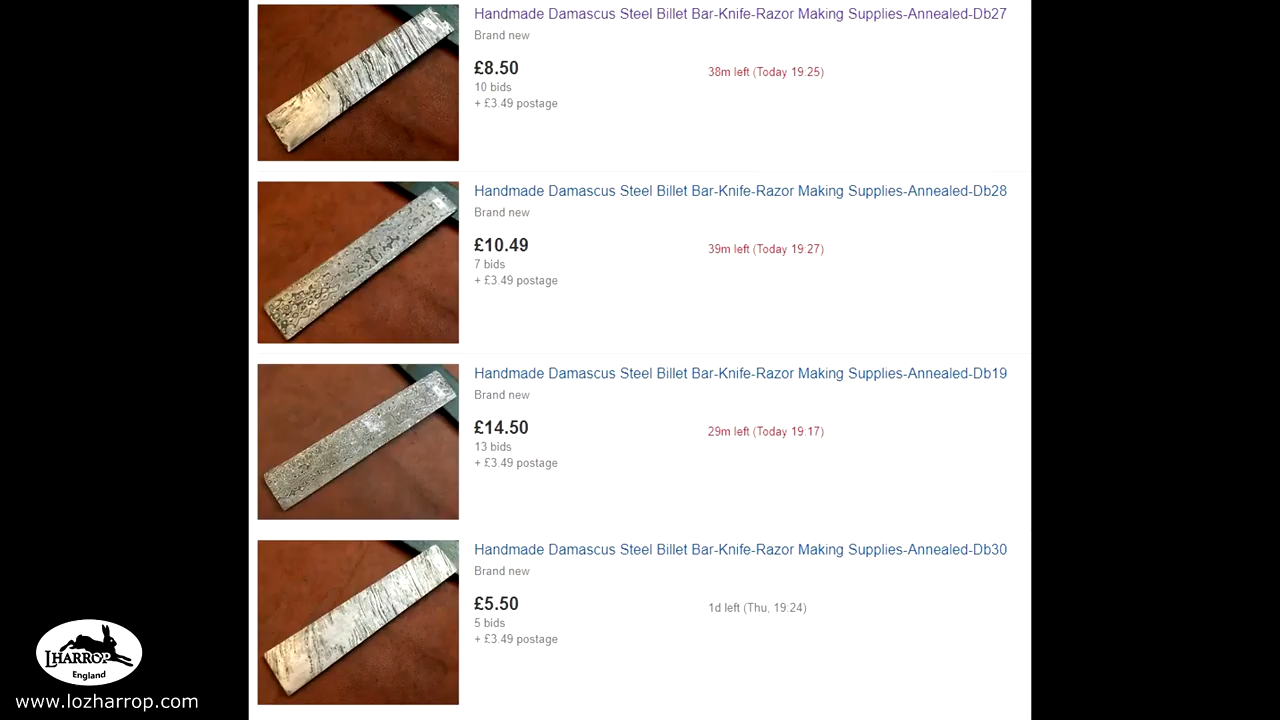 Handmade Damascus Steel Billet Bar-Knife-Razor Making Supplies-Annealed-Db27
Brand new
£8.50
38m left (Today 19:25)
10 bids
+ £3.49 postage
Handmade Damascus Steel Billet Bar-Knife-Razor Making Supplies-Annealed-Db28
Brand new
£10.49
39m left (Today 19:27)
7 bids
+ £3.49 postage
Handmade Damascus Steel Billet Bar-Knife-Razor Making Supplies-Annealed-Db19
Brand new
£14.50
29m left (Today 19:17)
13 bids
+ £3.49 postage
Handmade Damascus Steel Billet Bar-Knife-Razor Making Supplies-Annealed-Db30
Brand new
£5.50
1d left (Thu, 19:24)
5 bids
+ £3.49 postage
LHARROP
England
www.lozharrop.com